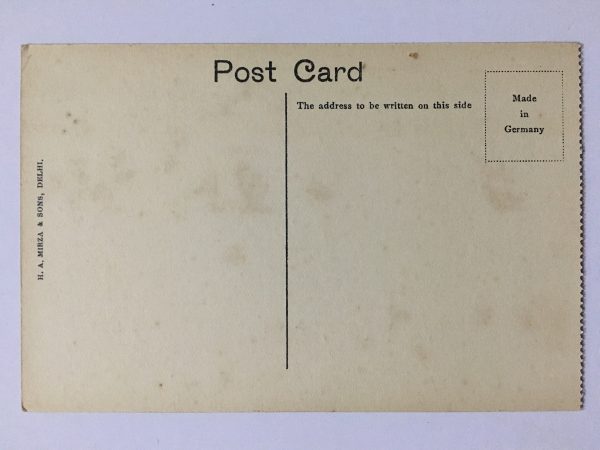 Post Card
The address to be written on this side
Made
in
Germany
H. A. MIRZA & SONS, DELHI.